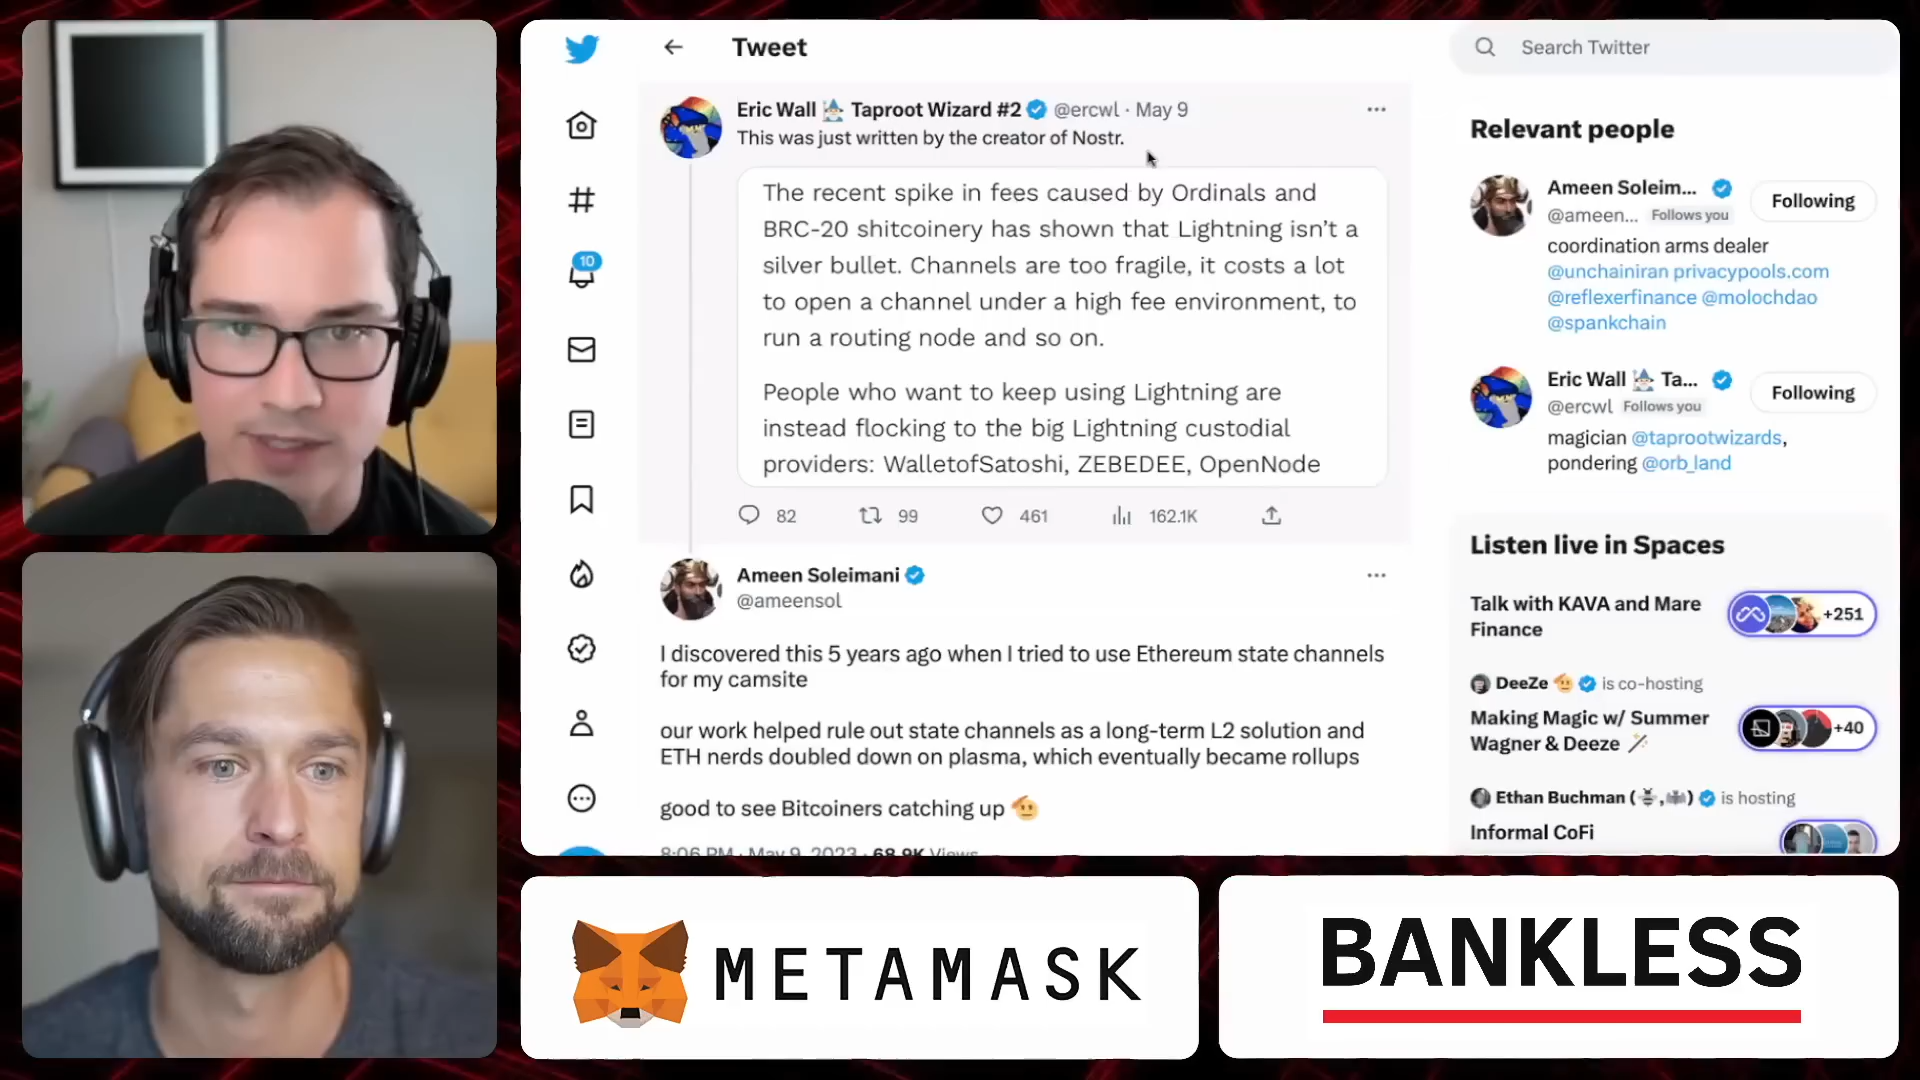 Tweet
Search Twitter
Eric Wall Taproot Wizard #2 @ercwl · May 9
This was just written by the creator of Nostr.
The recent spike in fees caused by Ordinals and
BRC-20 shitcoinery has shown that Lightning isn't a
silver bullet. Channels are too fragile, it costs a lot
to open a channel under a high fee environment, to
run a routing node and so on.
People who want to keep using Lightning are
instead flocking to the big Lightning custodial
providers: WalletofSatoshi, ZEBEDEE, OpenNode
82 99 461 162.1K
Ameen Soleimani
@ameensol
I discovered this 5 years ago when I tried to use Ethereum state channels
for my camsite
our work helped rule out state channels as a long-term L2 solution and
ETH nerds doubled down on plasma, which eventually became rollups
good to see Bitcoiners catching up
8:06 PM · May 9, 2023 · 68.9K Views
10
Relevant people
Ameen Soleim...
@ameen... Follows you
Following
coordination arms dealer
@unchainiran privacypools.com
@reflexerfinance @molochdao
@spankchain
Eric Wall Ta...
@ercwl Follows you
Following
magician @taprootwizards,
pondering @orb_land
Listen live in Spaces
Talk with KAVA and Mare
Finance
+251
DeeZe is co-hosting
Making Magic w/ Summer
Wagner & Deeze
+40
Ethan Buchman ( , ) is hosting
Informal CoFi
METAMASK
BANKLESS